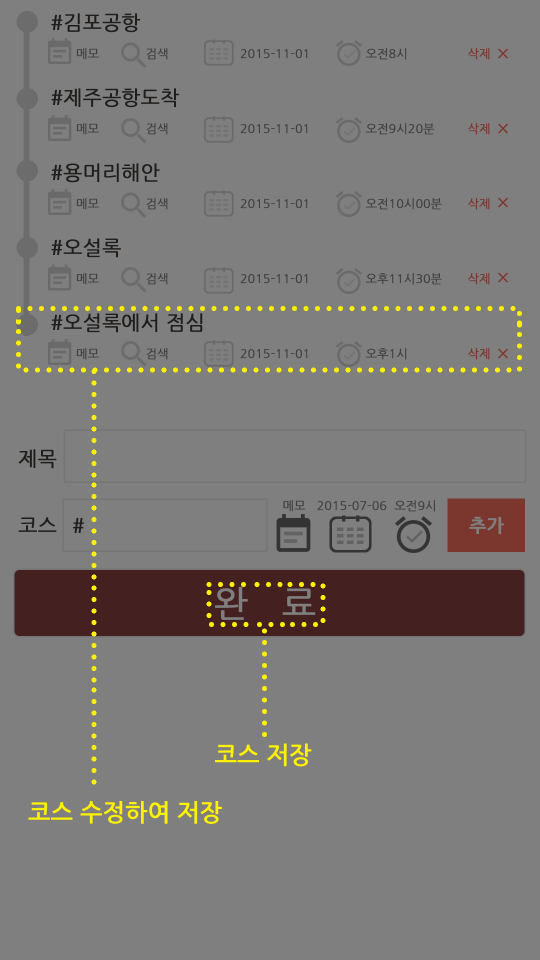 #김포공항
메모 검색 2015-11-01 오전8시 삭제 ×
#제주공항도착
메모 검색 2015-11-01 오전9시20분 삭제 ×
#용머리해안
메모 검색 2015-11-01 오전10시00분 삭제 ×
#오설록
메모 검색 2015-11-01 오후11시30분 삭제 ×
#오설록에서 점심
메모 검색 2015-11-01 오후1시 삭제 ×
제목
메모 2015-07-06 오전9시
코스 # 추가
완 료
코스 저장
코스 수정하여 저장